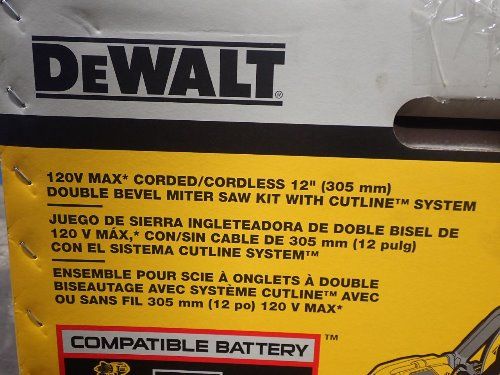 DEWALT®
120V MAX* CORDED/CORDLESS 12" (305 mm)
DOUBLE BEVEL MITER SAW KIT WITH CUTLINE™ SYSTEM
JUEGO DE SIERRA INGLETEADORA DE DOBLE BISEL DE
120 V MÁX,* CON/SIN CABLE DE 305 mm (12 pulg)
CON EL SISTEMA CUTLINE SYSTEM™
ENSEMBLE POUR SCIE À ONGLETS À DOUBLE
BISEAUTAGE AVEC SYSTÈME CUTLINE™ AVEC
OU SANS FIL 305 mm (12 po) 120 V MAX*
COMPATIBLE BATTERY™